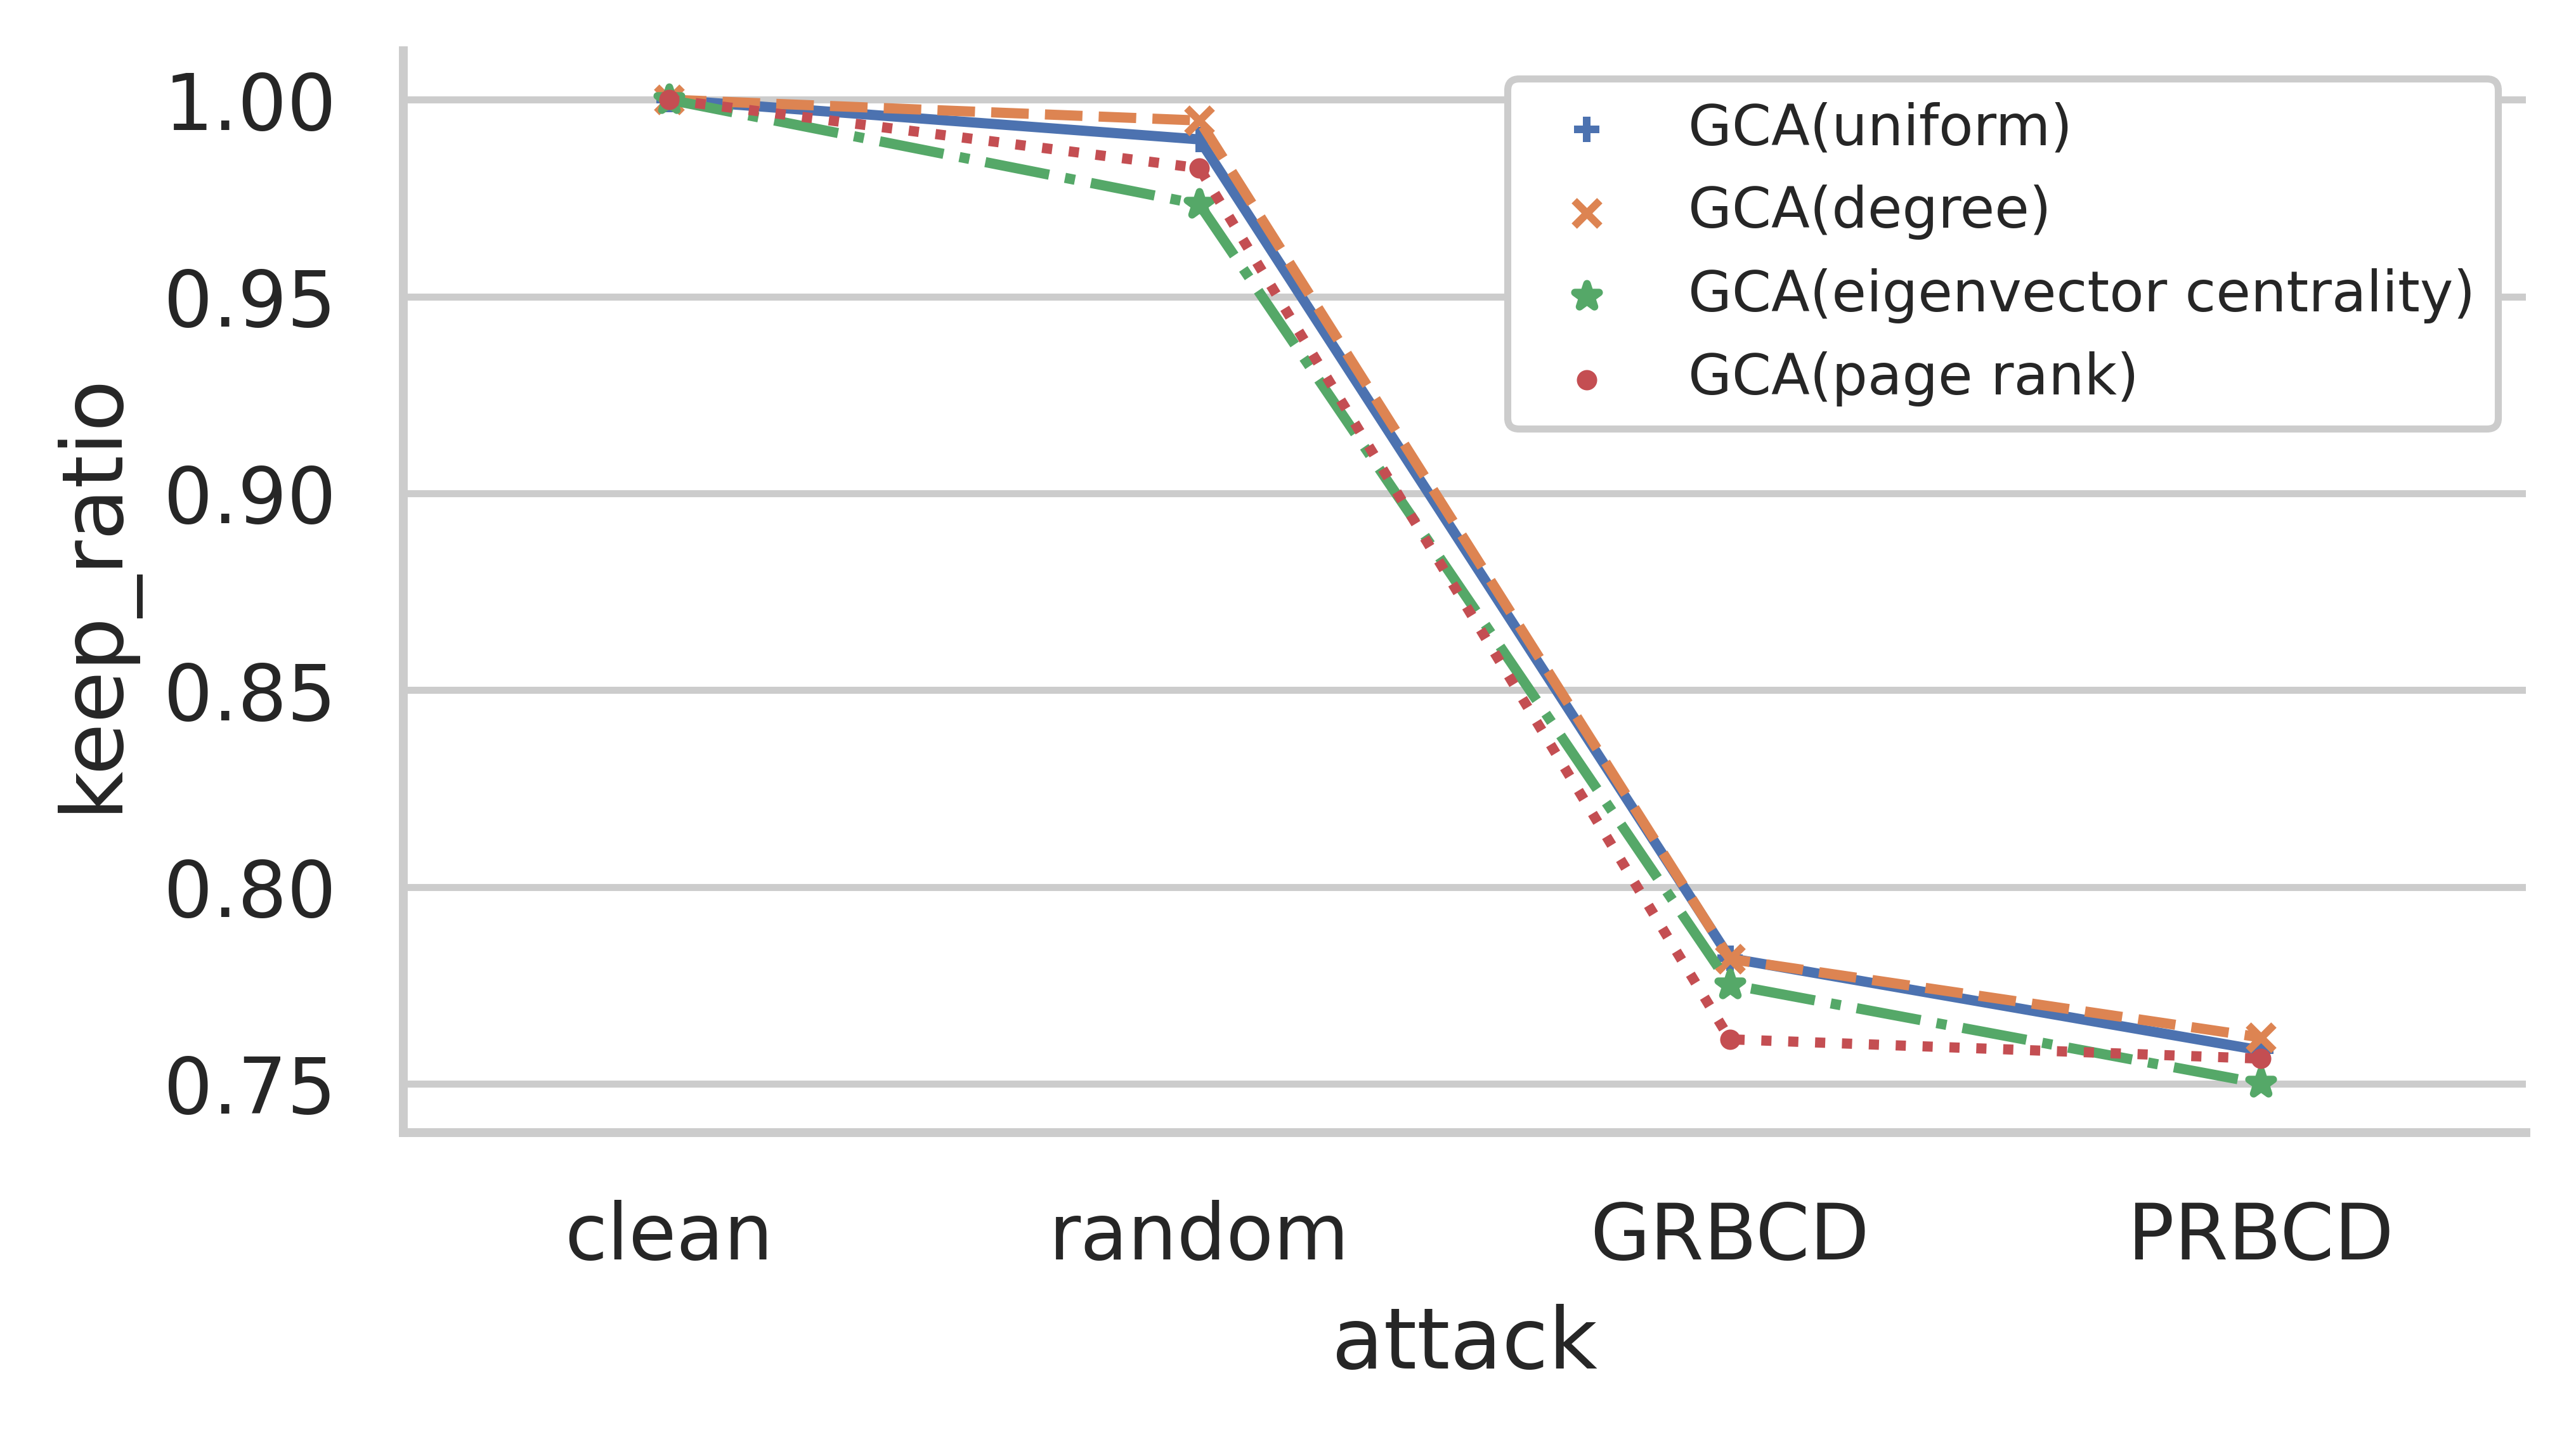 1.00
0.95
0.90
0.85
0.80
0.75
keep_ratio
GCA(uniform)
GCA(degree)
GCA(eigenvector centrality)
GCA(page rank)
clean random GRBCD PRBCD
attack